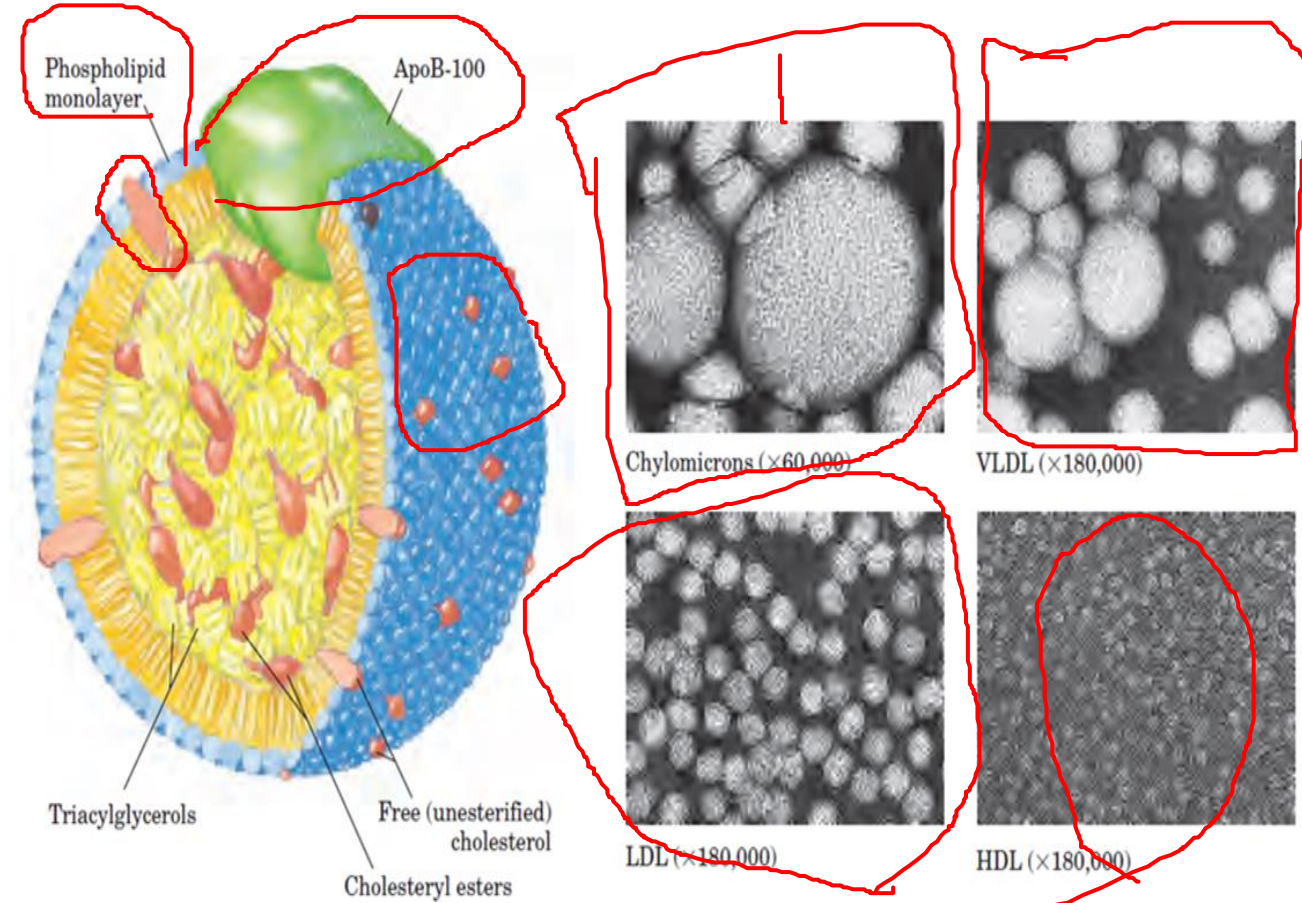 Phospholipid
monolayer
ApoB-100
Chylomicrons (×60,000)
VLDL (×180,000)
Triacylglycerols
Free (unesterified)
cholesterol
Cholesteryl esters
LDL (×180,000)
HDL (×180,000)